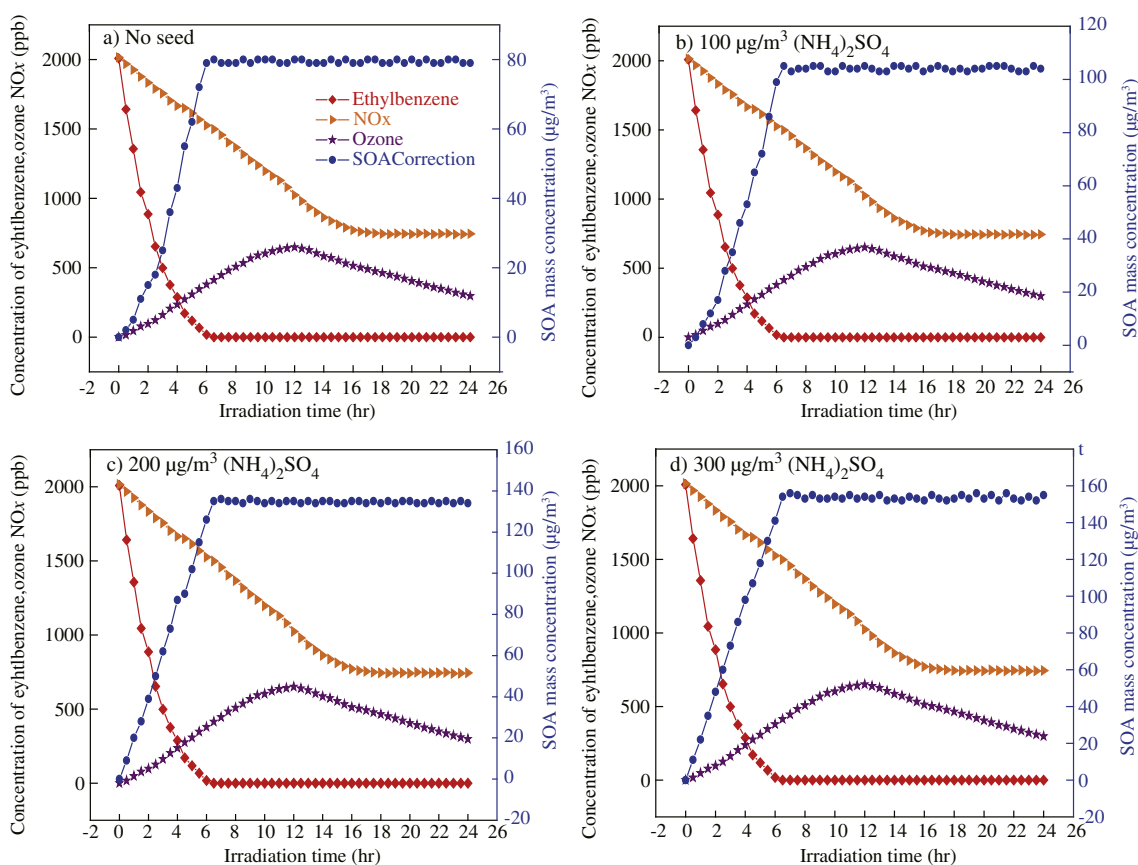 a) No seed
Ethylbenzene
NOx
Ozone
SOACorrection
Concentration of eyhtlbenzene,ozone NOx (ppb)
2000
1500
1000
500
0
SOA mass concentration (μg/m³)
80
60
40
20
0
-2 0 2 4 6 8 10 12 14 16 18 20 22 24 26
Irradiation time (hr)
b) 100 μg/m³ (NH₄)₂SO₄
Concentration of eyhtlbenzene,ozone NOx (ppb)
2000
1500
1000
500
0
SOA mass concentration (μg/m³)
120
100
80
60
40
20
0
-2 0 2 4 6 8 10 12 14 16 18 20 22 24 26
Irradiation time (hr)
c) 200 μg/m³ (NH₄)₂SO₄
Concentration of eyhtlbenzene,ozone NOx (ppb)
2000
1500
1000
500
0
SOA mass concentration (μg/m³)
160
140
120
100
80
60
40
20
0
-20
-2 0 2 4 6 8 10 12 14 16 18 20 22 24 26
Irradiation time (hr)
d) 300 μg/m³ (NH₄)₂SO₄
Concentration of eyhtlbenzene,ozone NOx (ppb)
2000
1500
1000
500
0
SOA mass concentration (μg/m³)
t
160
140
120
100
80
60
40
20
0
-20
-2 0 2 4 6 8 10 12 14 16 18 20 22 24 26
Irradiation time (hr)